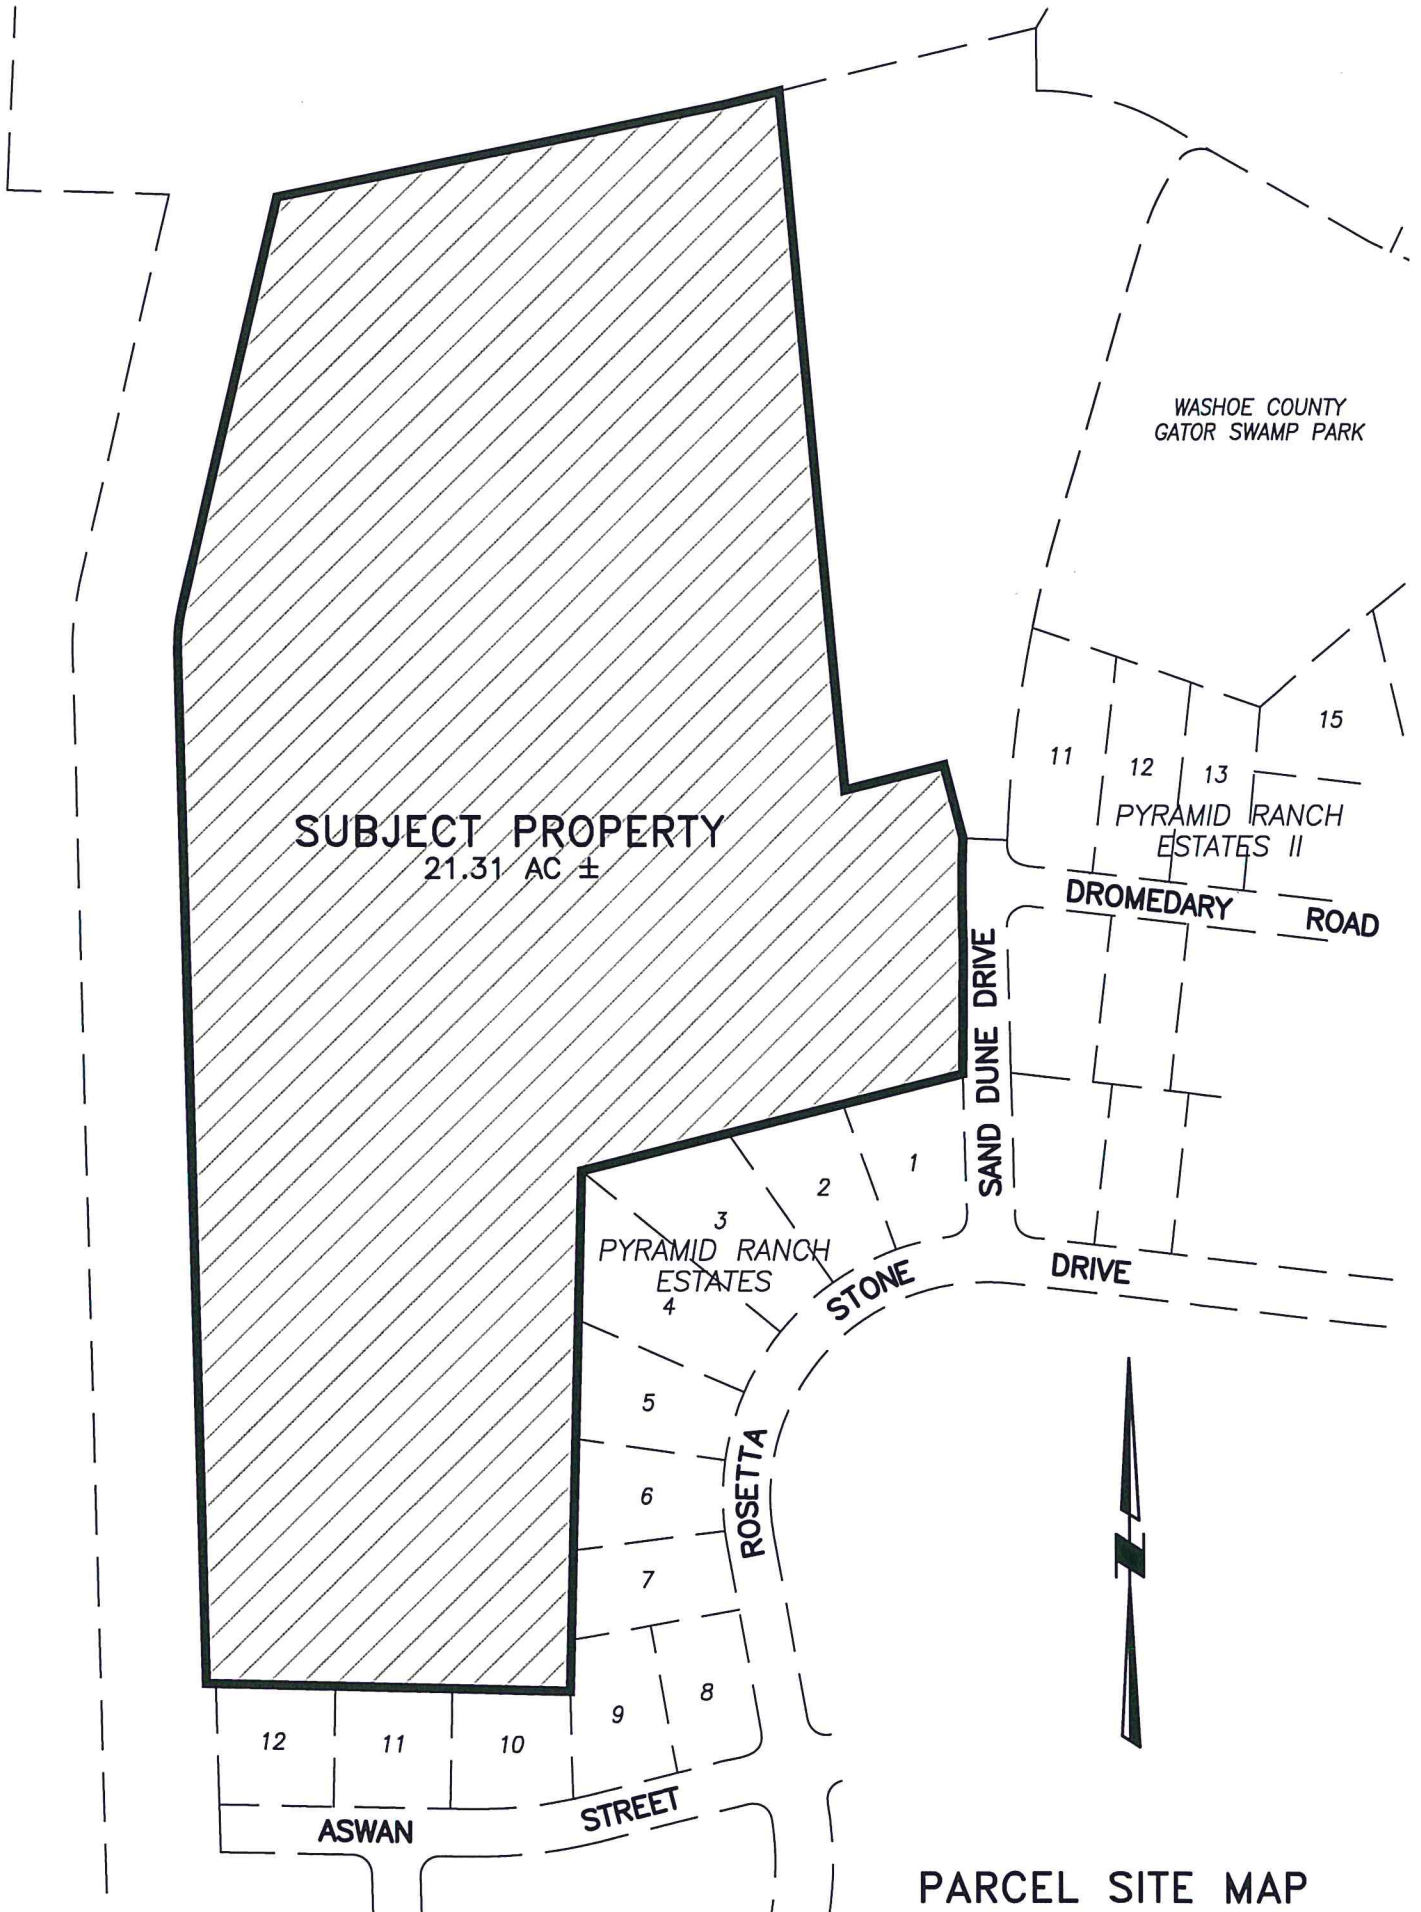 WASHOE COUNTY
GATOR SWAMP PARK
15
11
12
13
PYRAMID RANCH
ESTATES II
SUBJECT PROPERTY
21.31 AC ±
DROMEDARY ROAD
SAND DUNE DRIVE
1
2
3
PYRAMID RANCH
ESTATES
4
ROSETTA STONE DRIVE
5
6
7
N
8
9
10
11
12
ASWAN STREET
PARCEL SITE MAP